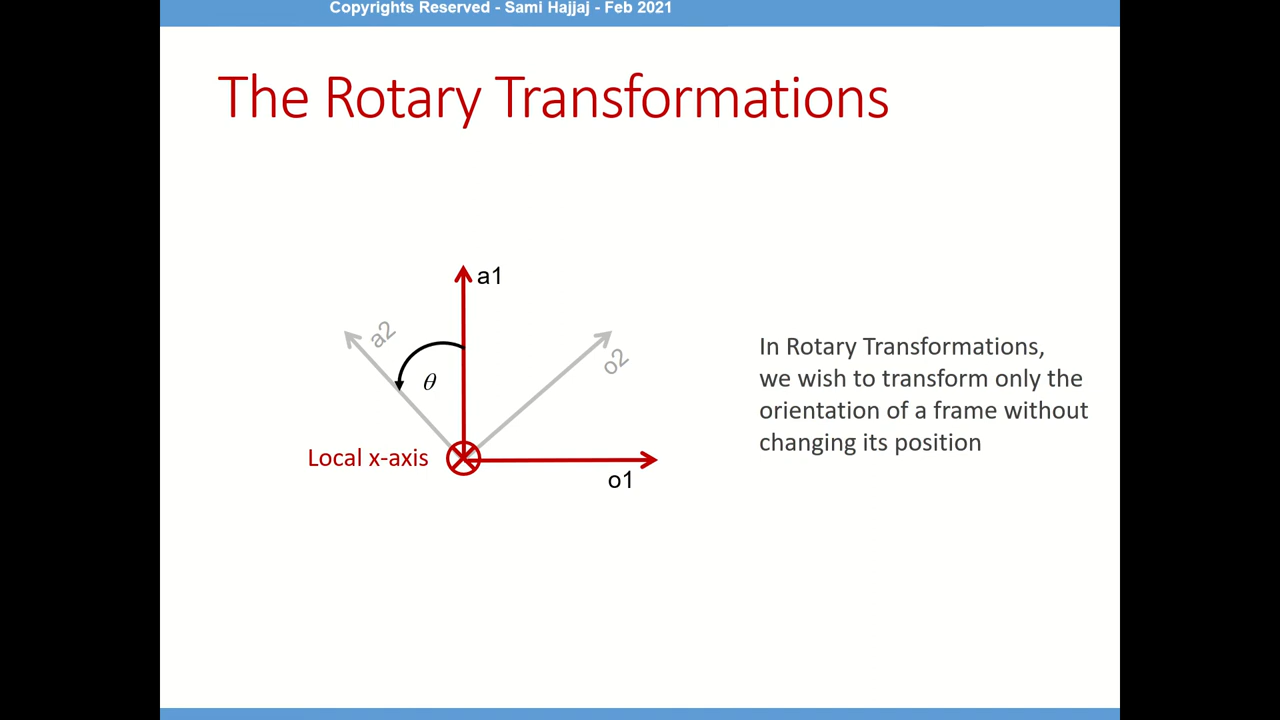 Copyrights Reserved - Sami Hajjaj - Feb 2021
The Rotary Transformations
a1
a2
o2
θ
In Rotary Transformations,
we wish to transform only the
orientation of a frame without
changing its position
Local x-axis
o1